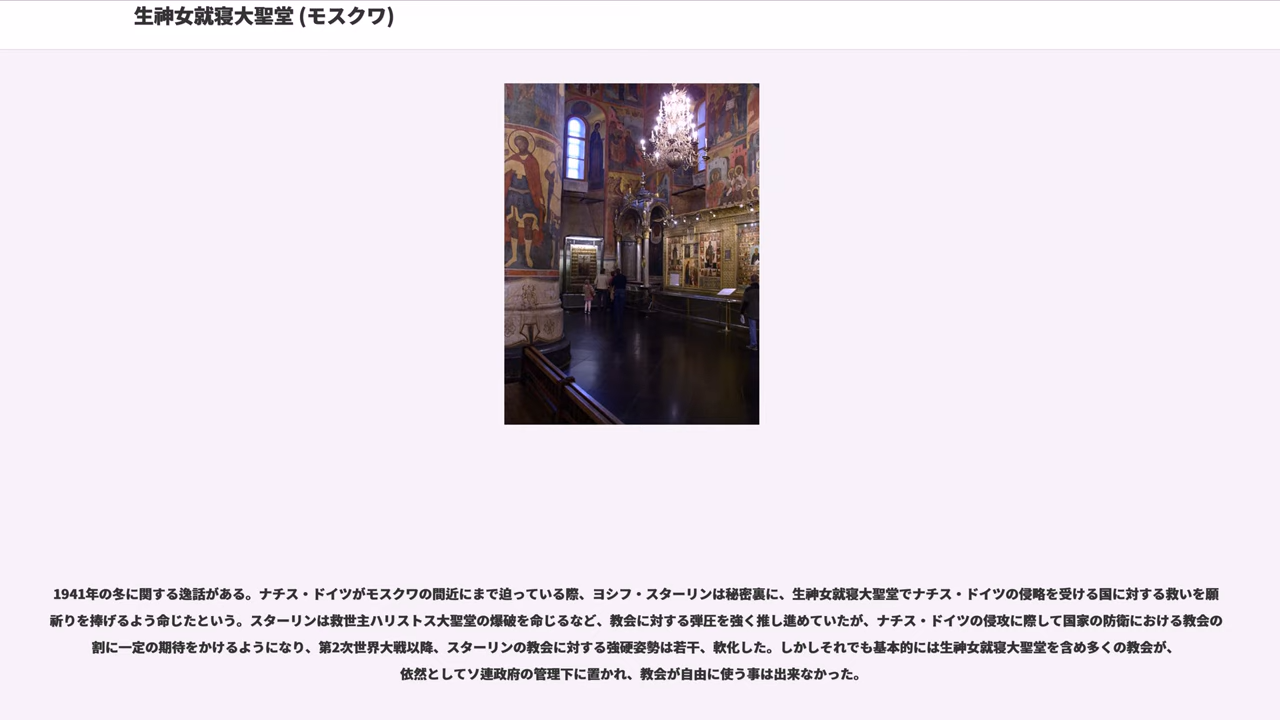 生神女就寝大聖堂 (モスクワ)
1941年の冬に関する逸話がある。ナチス・ドイツがモスクワの間近にまで迫っている際、ヨシフ・スターリンは秘密裏に、生神女就寝大聖堂でナチス・ドイツの侵略を受ける国に対する救いを願
祈りを捧げるよう命じたという。スターリンは救世主ハリストス大聖堂の爆破を命じるなど、教会に対する弾圧を強く推し進めていたが、ナチス・ドイツの侵攻に際して国家の防衛における教会の
割に一定の期待をかけるようになり、第2次世界大戦以降、スターリンの教会に対する強硬姿勢は若干、軟化した。しかしそれでも基本的には生神女就寝大聖堂を含め多くの教会が、
依然としてソ連政府の管理下に置かれ、教会が自由に使う事は出来なかった。